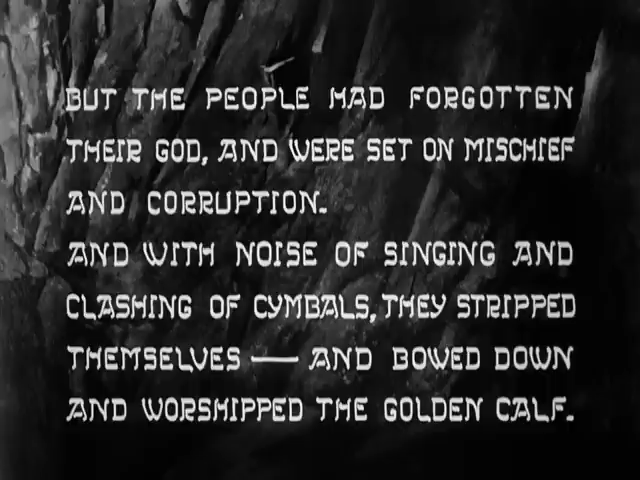 BUT THE PEOPLE HAD FORGOTTEN
THEIR GOD, AND WERE SET ON MISCHIEF
AND CORRUPTION.
AND WITH NOISE OF SINGING AND
CLASHING OF CYMBALS, THEY STRIPPED
THEMSELVES — AND BOWED DOWN
AND WORSHIPPED THE GOLDEN CALF.